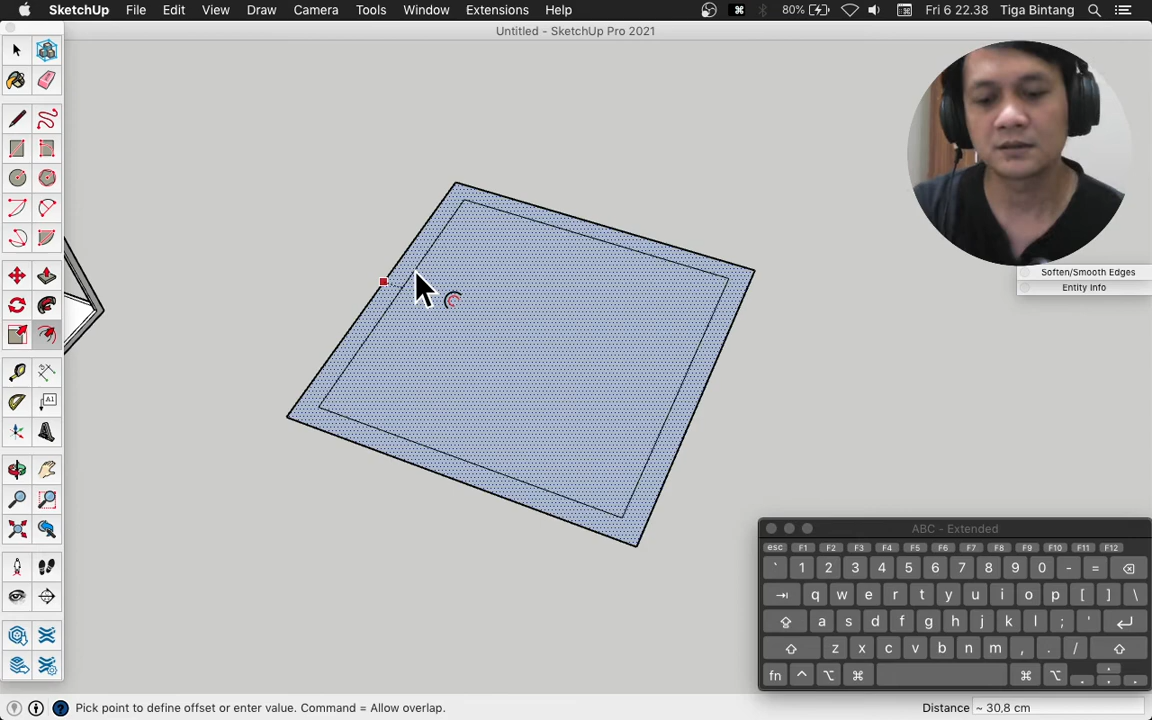 SketchUp File Edit View Draw Camera Tools Window Extensions Help 80% Fri 6 22.38 Tiga Bintang
Untitled - SketchUp Pro 2021
Soften/Smooth Edges
Entity Info
A1
ABC - Extended
esc F1 F2 F3 F4 F5 F6 F7 F8 F9 F10 F11 F12
` 1 2 3 4 5 6 7 8 9 0 - =
q w e r t y u i o p [ ] \
a s d f g h j k l ; '
z x c v b n m , . /
fn ^ ⌥ ⌘ ⌘ ⌥
Pick point to define offset or enter value. Command = Allow overlap. Distance ~ 30,8 cm